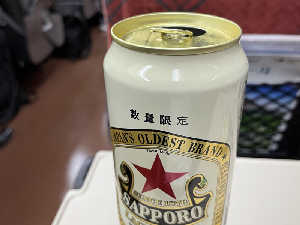 数量限定
JAPAN'S OLDEST BRAND
SAPPORO